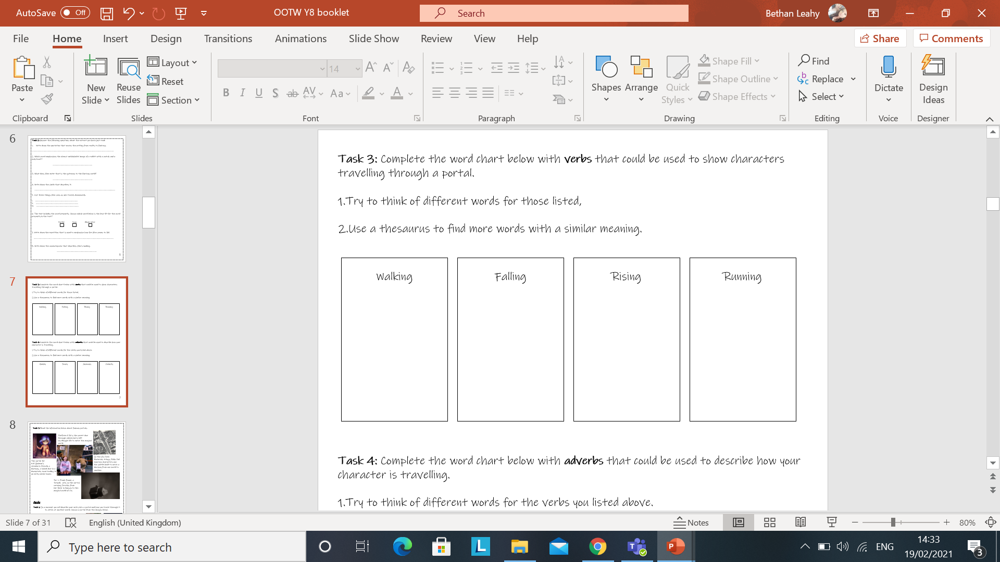 AutoSave Off
OOTW Y8 booklet
Search
Bethan Leahy
File Home Insert Design Transitions Animations Slide Show Review View Help
Share Comments
Paste
Clipboard
New Slide
Reuse Slides
Layout
Reset
Section
Slides
14
Font
Paragraph
Shapes
Arrange
Quick Styles
Shape Fill
Shape Outline
Shape Effects
Drawing
Find
Replace
Select
Editing
Dictate
Voice
Design Ideas
Designer
6
7
8
Task 3: Complete the word chart below with verbs that could be used to show characters
travelling through a portal.
1.Try to think of different words for those listed,
2.Use a thesaurus to find more words with a similar meaning.
Walking Falling Rising Running
Task 4: Complete the word chart below with adverbs that could be used to describe how your
character is travelling.
1.Try to think of different words for the verbs you listed above.
Slide 7 of 31 English (United Kingdom) Notes 80%
Type here to search
ENG
14:33
19/02/2021
3